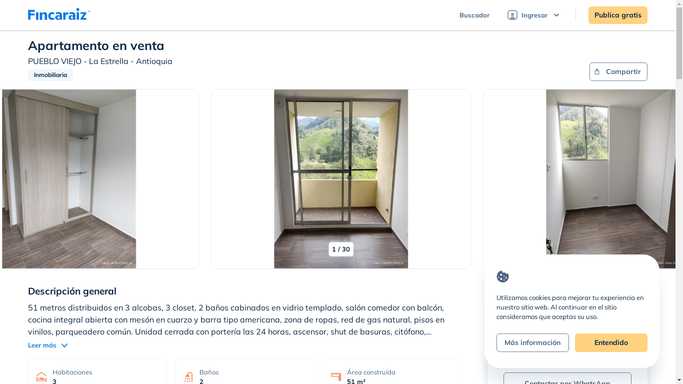 Fincaraiz
Buscador
Ingresar
Publica gratis
Apartamento en venta
PUEBLO VIEJO - La Estrella - Antioquia
Inmobiliaria
Compartir
1 / 30
Descripción general
51 metros distribuidos en 3 alcobas, 3 closet, 2 baños cabinados en vidrio templado, salón comedor con balcón,
cocina integral abierta con mesón en cuarzo y barra tipo americana, zona de ropas, red de gas natural, pisos en
vinilos, parqueadero común. Unidad cerrada con portería las 24 horas, ascensor, shut de basuras, citófono,...
Leer más
Utilizamos cookies para mejorar tu experiencia en
nuestro sitio web. Al continuar en el sitio
consideramos que aceptas su uso.
Más información
Entendido
Habitaciones
3
Baños
2
Área construida
51 m²
Contactar por WhatsApp